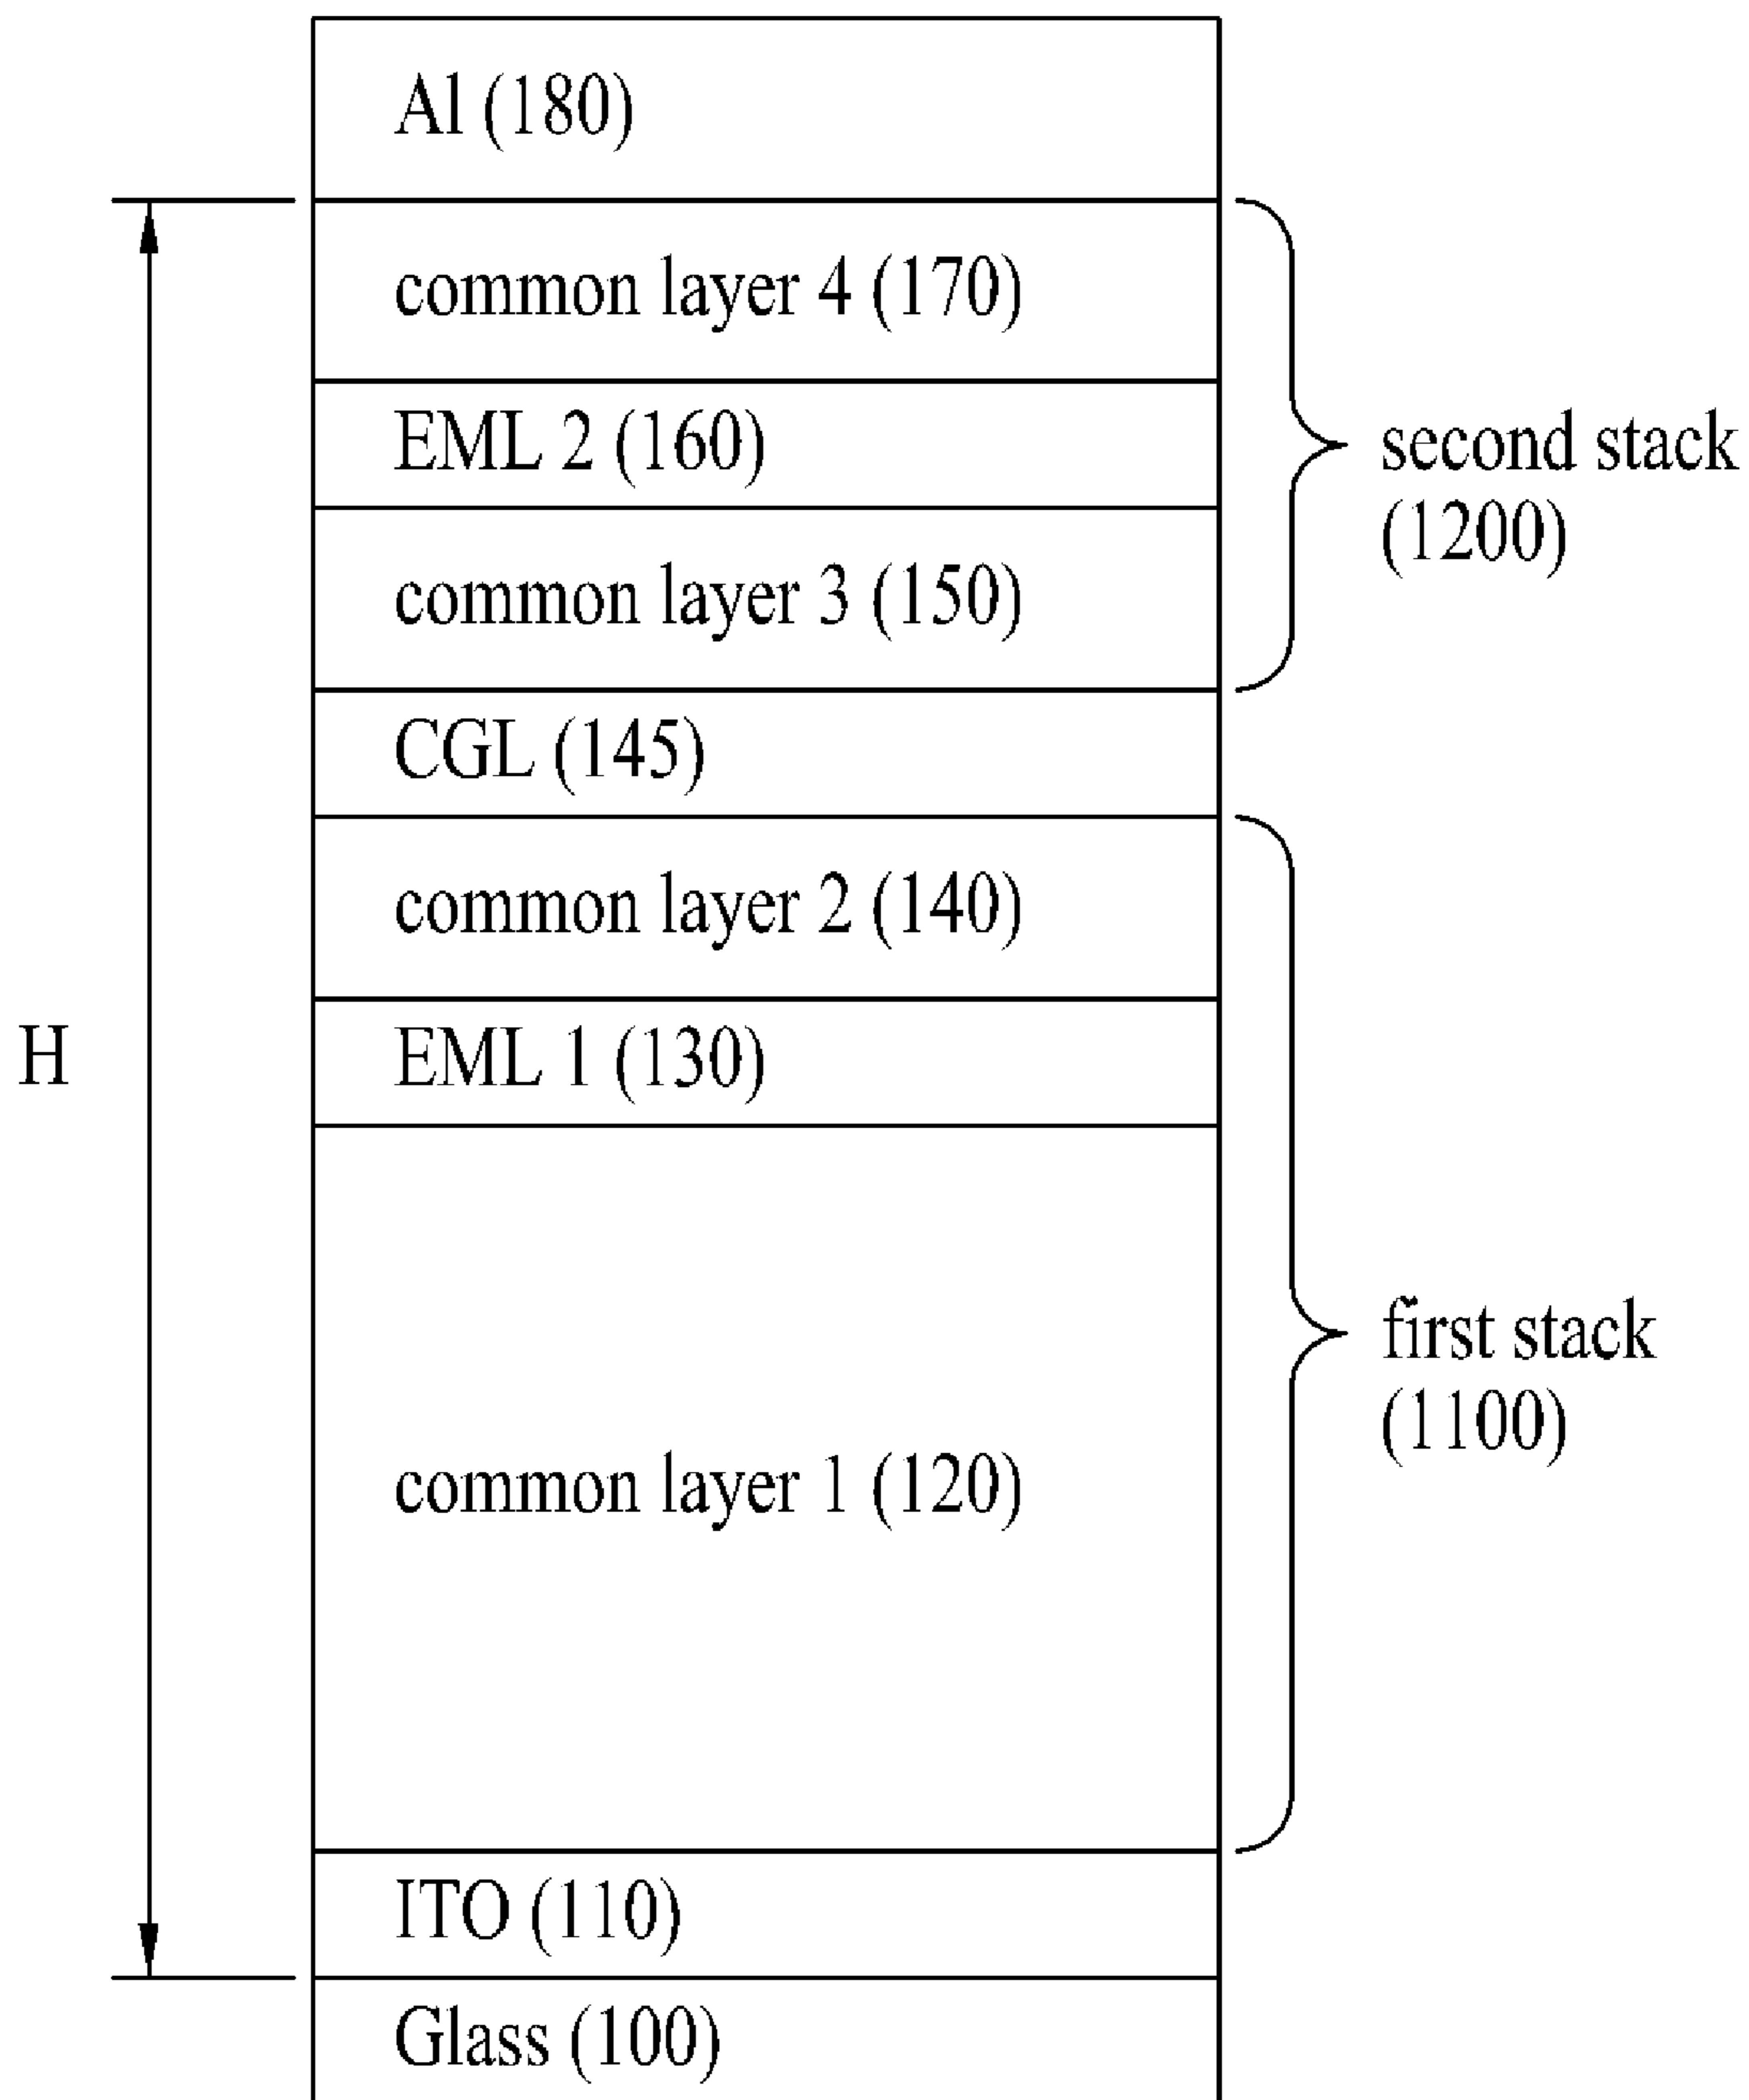 Al (180)
common layer 4 (170)
EML 2 (160)
second stack
(1200)
common layer 3 (150)
CGL (145)
common layer 2 (140)
H
EML 1 (130)
first stack
(1100)
common layer 1 (120)
ITO (110)
Glass (100)